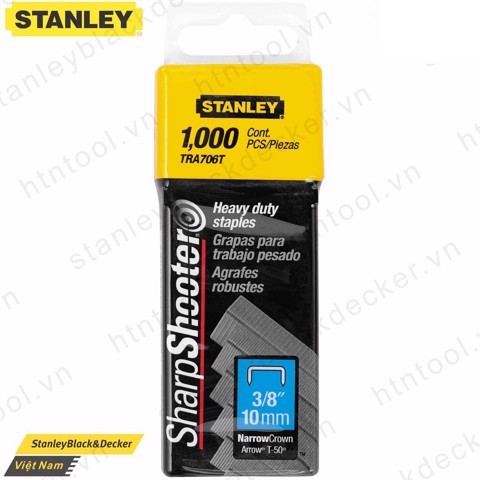 STANLEY
STANLEY
1,000 Cont.
PCS/Piezas
TRA706T
SharpShooter
Heavy duty
staples
Grapas para
trabajo pesado
Agrafes
robustes
3/8"
10mm
NarrowCrown
Arrow® T-50®
™
StanleyBlack&Decker
Việt Nam
stanleyblackdecker.vn
htntool.vn